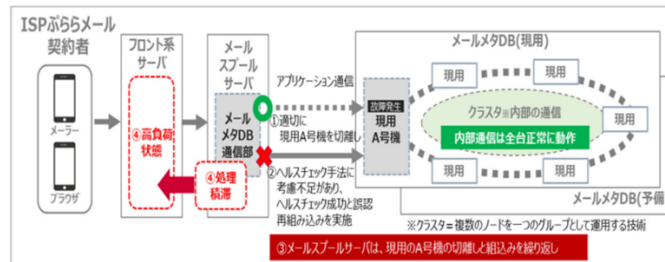 ISPぷららメール
契約者
メーラー
ブラウザ
フロント系
サーバ
④高負荷
状態
メール
スプール
サーバ
メール
メタDB
通信部
④処理
積滞
アプリケーション通信
①適切に
現用A号機を切離し
②ヘルスチェック手法に
考慮不足があり、
ヘルスチェック成功と誤認
再組み込みを実施
メールメタDB(現用)
故障発生
現用
A号機
現用
現用
現用
現用
現用
クラスタ※内部の通信
内部通信は全台正常に動作
メールメタDB(予備
※クラスタ=複数のノードを一つのグループとして運用する技術
③メールスプールサーバは、現用のA号機の切離しと組込みを繰り返し